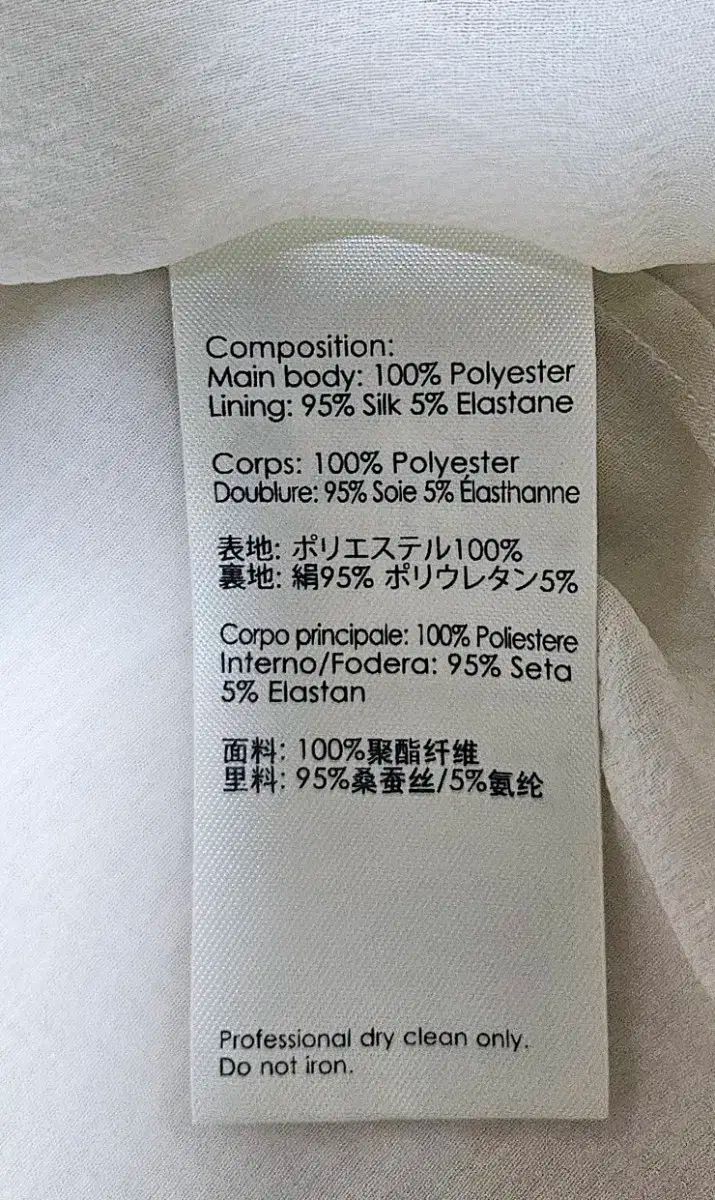 Composition:
Main body: 100% Polyester
Lining: 95% Silk 5% Elastane
Corps: 100% Polyester
Doublure: 95% Soie 5% Élasthanne
表地: ポリエステル100%
裏地: 絹95% ポリウレタン5%
Corpo principale: 100% Poliestere
Interno/Fodera: 95% Seta
5% Elastan
面料: 100%聚酯纤维
里料: 95%桑蚕丝/5%氨纶
Professional dry clean only.
Do not iron.